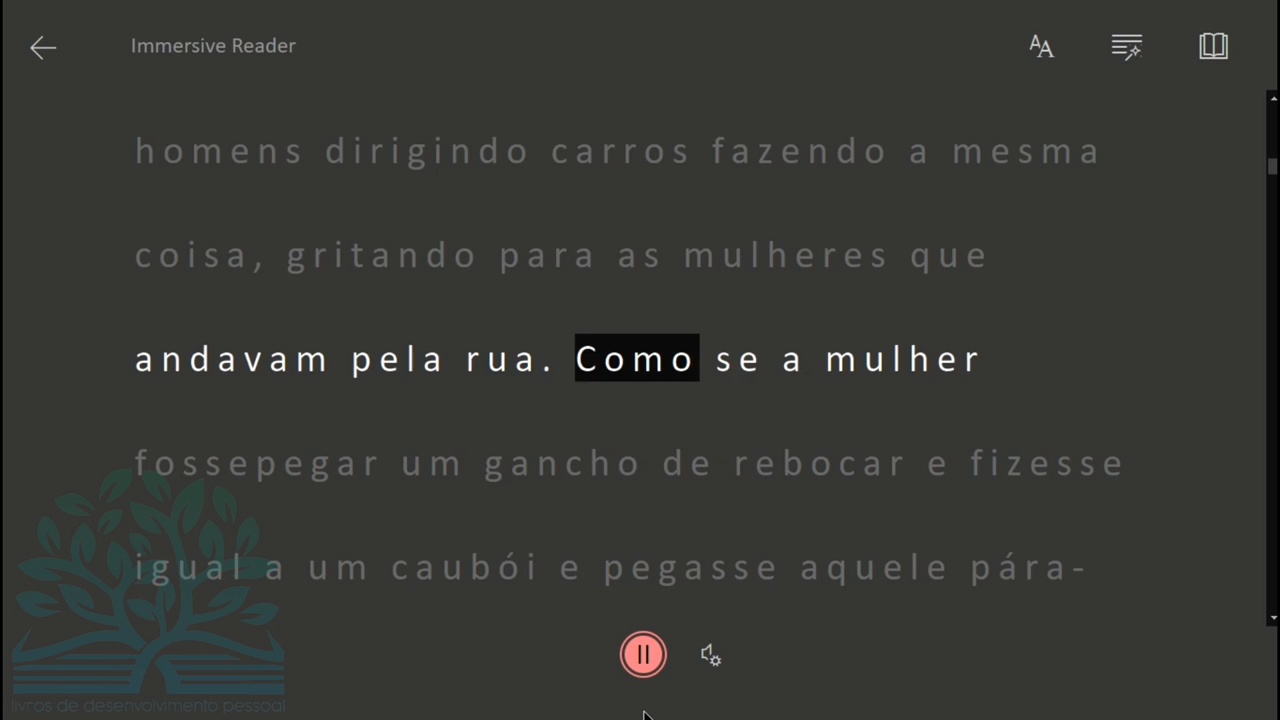 Immersive Reader
homens dirigindo carros fazendo a mesma
coisa, gritando para as mulheres que
andavam pela rua. Como se a mulher
fossepegar um gancho de rebocar e fizesse
igual a um caubói e pegasse aquele pára-
livros de desenvolvimento pessoal